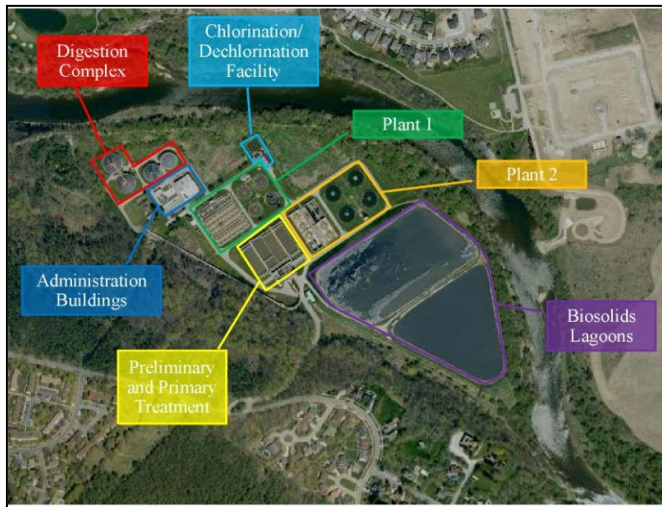 Digestion
Complex
Chlorination/
Dechlorination
Facility
Plant 1
Plant 2
Administration
Buildings
Preliminary
and Primary
Treatment
Biosolids
Lagoons